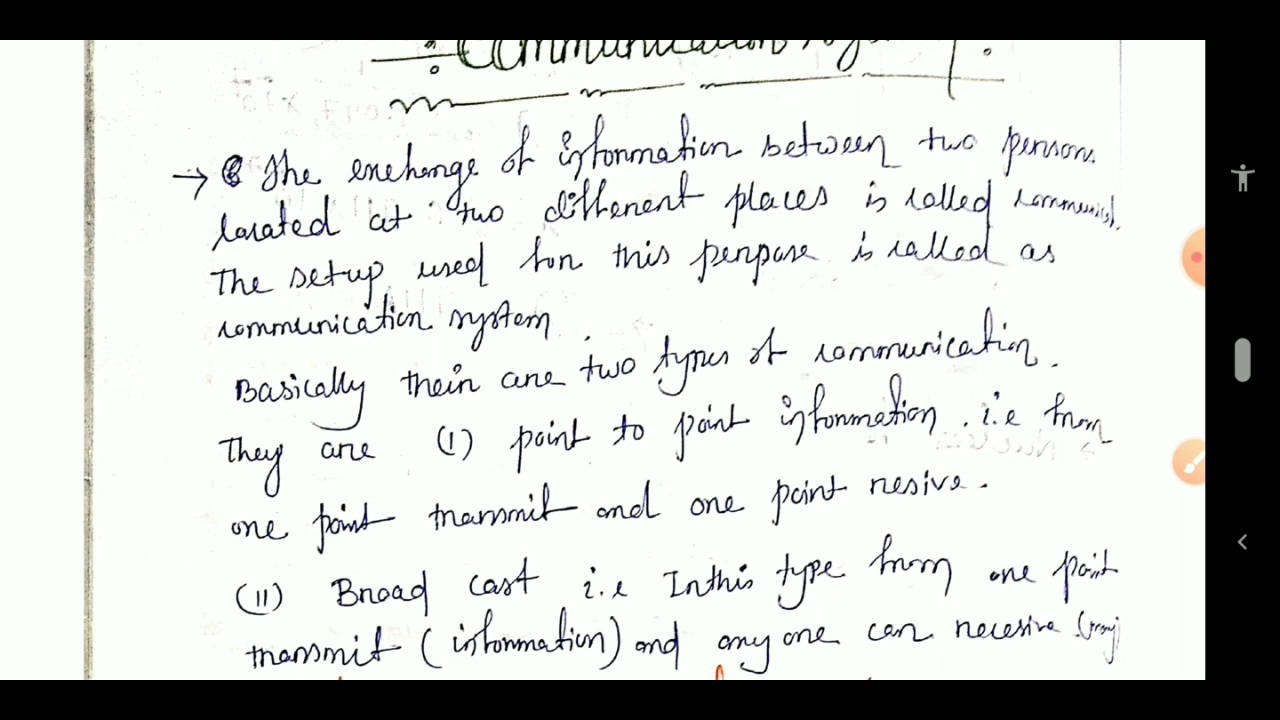 ÷ Communication System :
→ The exchange of information between two persons
located at two different places is called
The setup used for this perpose is called as
communication system
Basically their are two types of communication.
They are (I) point to point information. i.e from
one point transmit and one point resive.
(II) Broad cast i.e In this type from one point
transmit (information) and any one can recesive